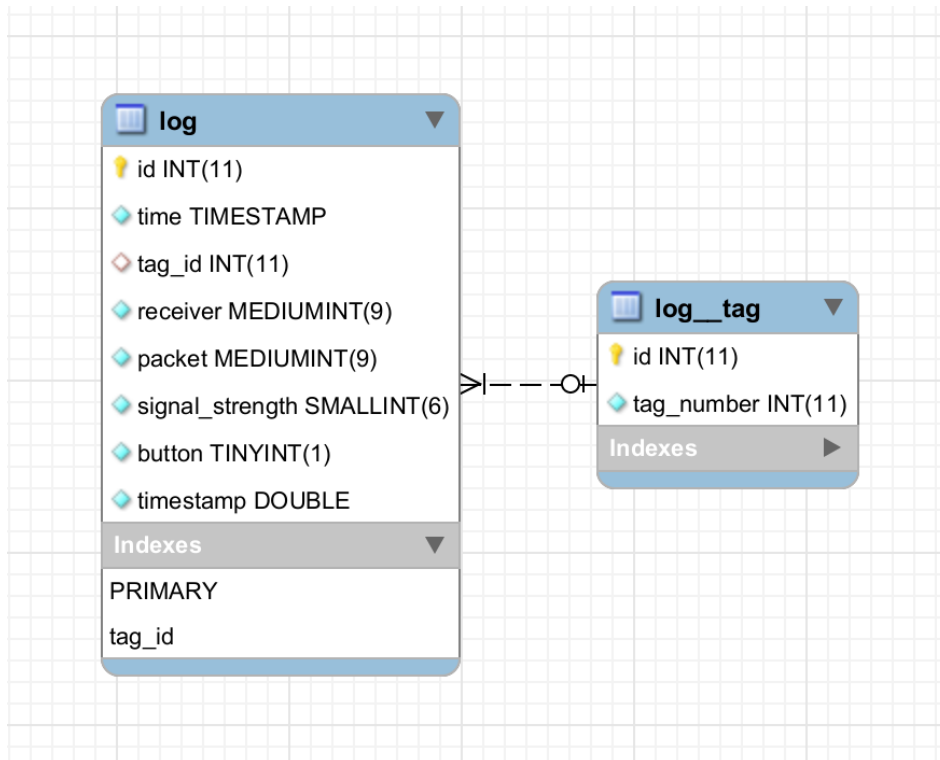 log
id INT(11)
time TIMESTAMP
tag_id INT(11)
receiver MEDIUMINT(9)
packet MEDIUMINT(9)
signal_strength SMALLINT(6)
button TINYINT(1)
timestamp DOUBLE
Indexes
PRIMARY
tag_id
log__tag
id INT(11)
tag_number INT(11)
Indexes